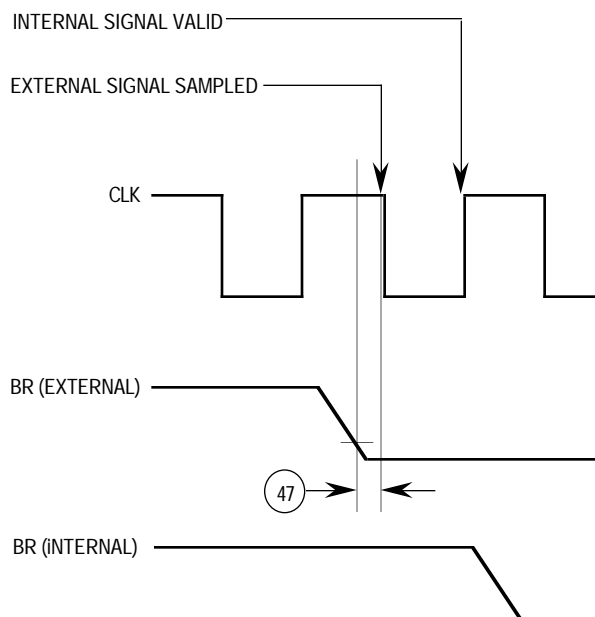 INTERNAL SIGNAL VALID
EXTERNAL SIGNAL SAMPLED
CLK
BR (EXTERNAL)
47
BR (iNTERNAL)